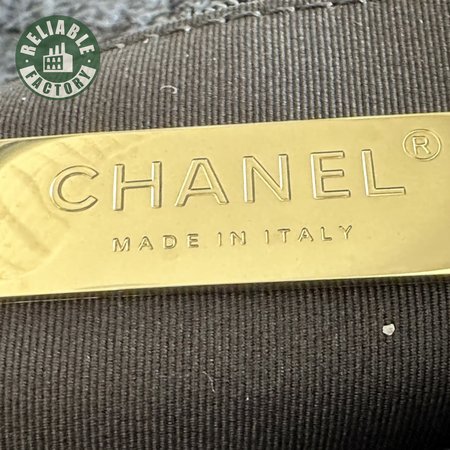 RELIABLE
FACTORY
CHANEL®
MADE IN ITALY